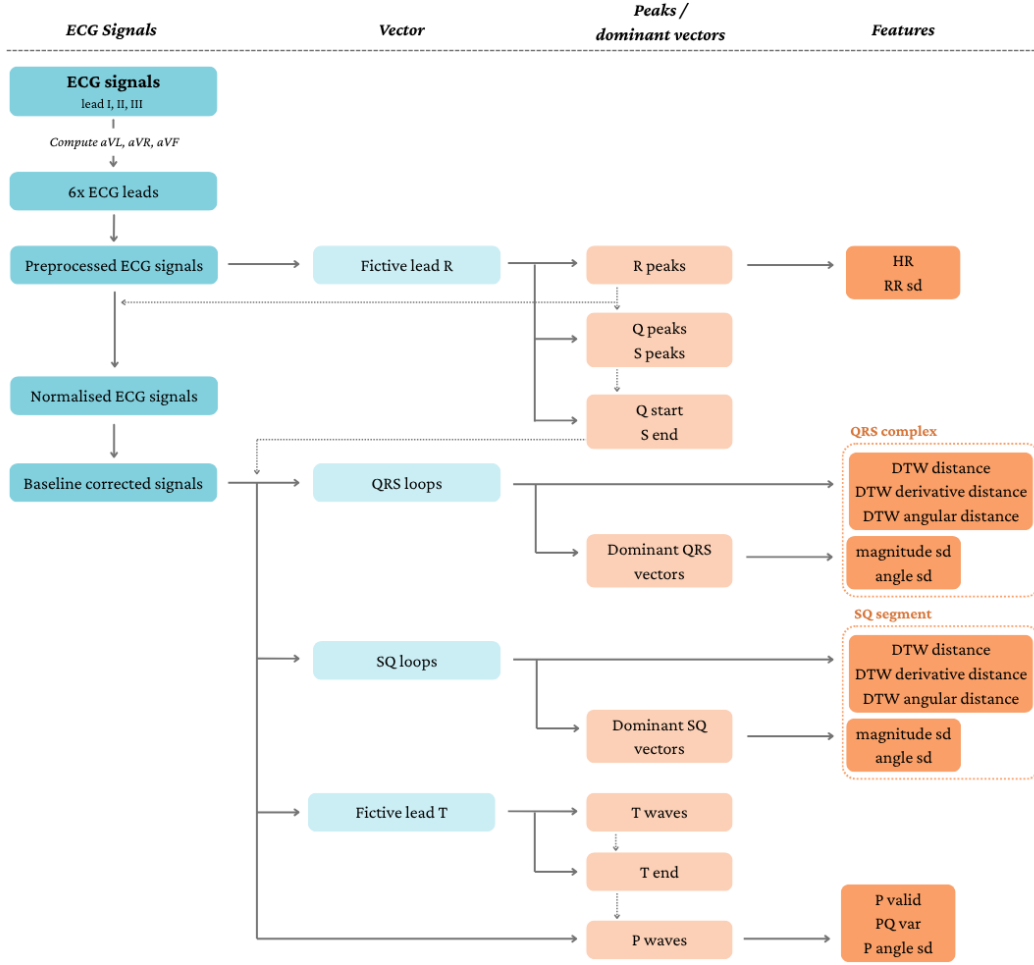 ECG Signals
Vector
Peaks /
dominant vectors
Features
ECG signals
lead I, II, III
Compute aVL, aVR, aVF
6x ECG leads
Preprocessed ECG signals
Fictive lead R
R peaks
HR
RR sd
Q peaks
S peaks
Normalised ECG signals
Q start
S end
QRS complex
Baseline corrected signals
QRS loops
DTW distance
DTW derivative distance
DTW angular distance
Dominant QRS
vectors
magnitude sd
angle sd
SQ segment
SQ loops
DTW distance
DTW derivative distance
DTW angular distance
Dominant SQ
vectors
magnitude sd
angle sd
Fictive lead T
T waves
T end
P waves
P valid
PQ var
P angle sd